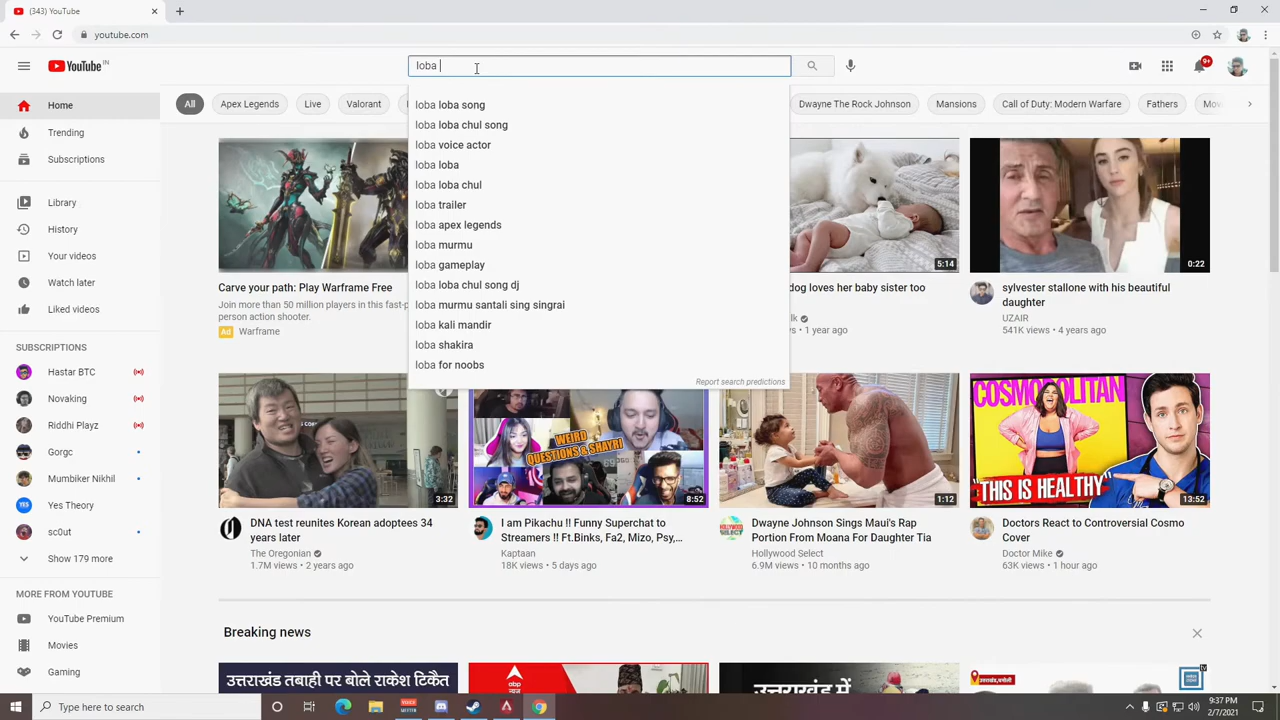 (343) YouTube
youtube.com
YouTube IN
loba
9+
loba loba song
loba loba chul song
loba voice actor
loba loba
loba loba chul
loba trailer
loba apex legends
loba murmu
loba gameplay
loba loba chul song dj
loba murmu santali sing singrai
loba kali mandir
loba shakira
loba for noobs
Report search predictions
Home
Trending
Subscriptions
Library
History
Your videos
Watch later
Liked videos
SUBSCRIPTIONS
Hastar BTC
Novaking
Riddhi Playz
Gorgc
Mumbiker Nikhil
Yes Theory
sc0ut
Show 179 more
MORE FROM YOUTUBE
YouTube Premium
Movies
Gaming
All
Apex Legends
Live
Valorant
Dwayne The Rock Johnson
Mansions
Call of Duty: Modern Warfare
Fathers
Carve your path: Play Warframe Free
Join more than 50 million players in this fast-p
person action shooter.
Ad Warframe
5:14
dog loves her baby sister too
1 year ago
0:22
sylvester stallone with his beautiful
daughter
UZAIR
541K views • 4 years ago
3:32
DNA test reunites Korean adoptees 34
years later
The Oregonian
1.7M views • 2 years ago
WEIRD
QUESTIONS & SHAYRI
8:52
I am Pikachu !! Funny Superchat to
Streamers !! Ft.Binks, Fa2, Mizo, Psy,...
Kaptaan
18K views • 5 days ago
1:12
HOLLYWOOD
SELECT
Dwayne Johnson Sings Maui's Rap
Portion From Moana For Daughter Tia
Hollywood Select
6.9M views • 10 months ago
COSMOPOLITAN
"THIS IS HEALTHY"
13:52
Doctors React to Controversial Cosmo
Cover
Doctor Mike
63K views • 1 hour ago
Breaking news
उत्तराखंड तबाही पर बोले राकेश टिकैत
abp
न्यूज़
उत्तराखंड में
उत्तराखंड
Type here to search
9:37 PM
2/7/2021